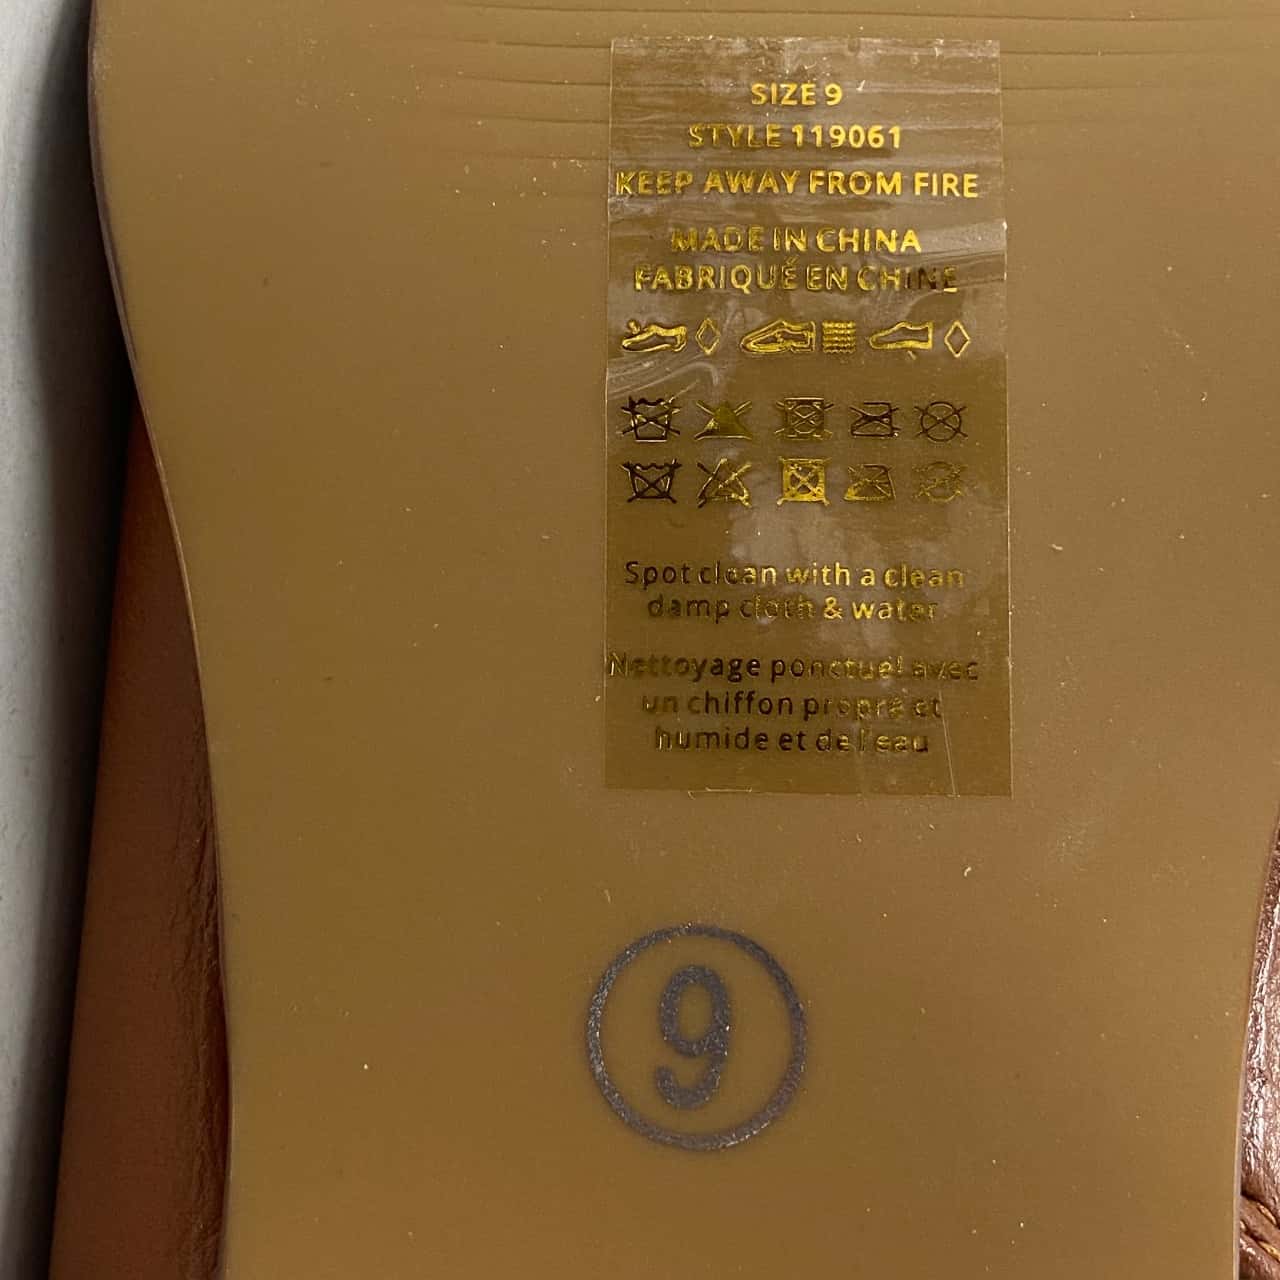 SIZE 9
STYLE 119061
KEEP AWAY FROM FIRE
MADE IN CHINA
FABRIQUÉ EN CHINE
Spot clean with a clean
damp cloth & water
Nettoyage ponctuel avec
un chiffon propre et
humide et de l'eau
9